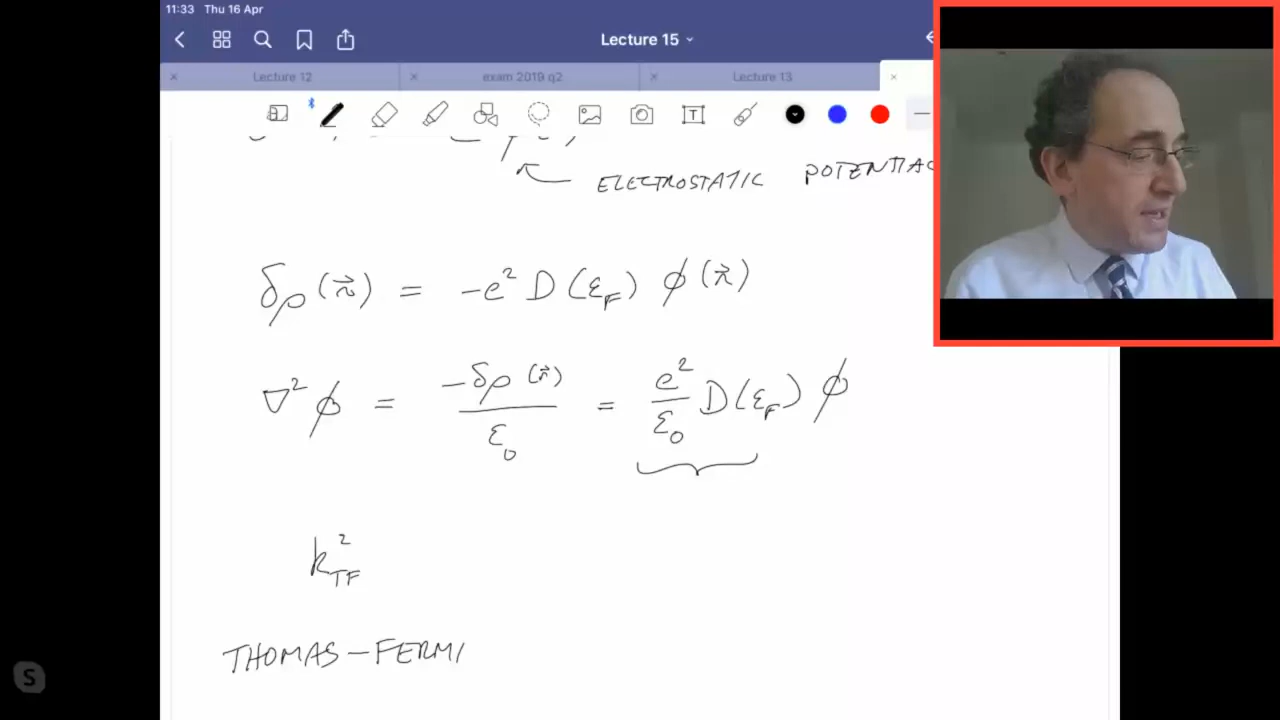 11:33 Thu 16 Apr
Lecture 15
Lecture 12
exam 2019 q2
Lecture 13
T
ELECTROSTATIC POTENTIAL
δρ(r⃗) = -e² D(ε_F) φ(r⃗)
∇²φ = -δρ(r⃗)/ε₀ = e²/ε₀ D(ε_F) φ
k²_TF
THOMAS-FERMI
S